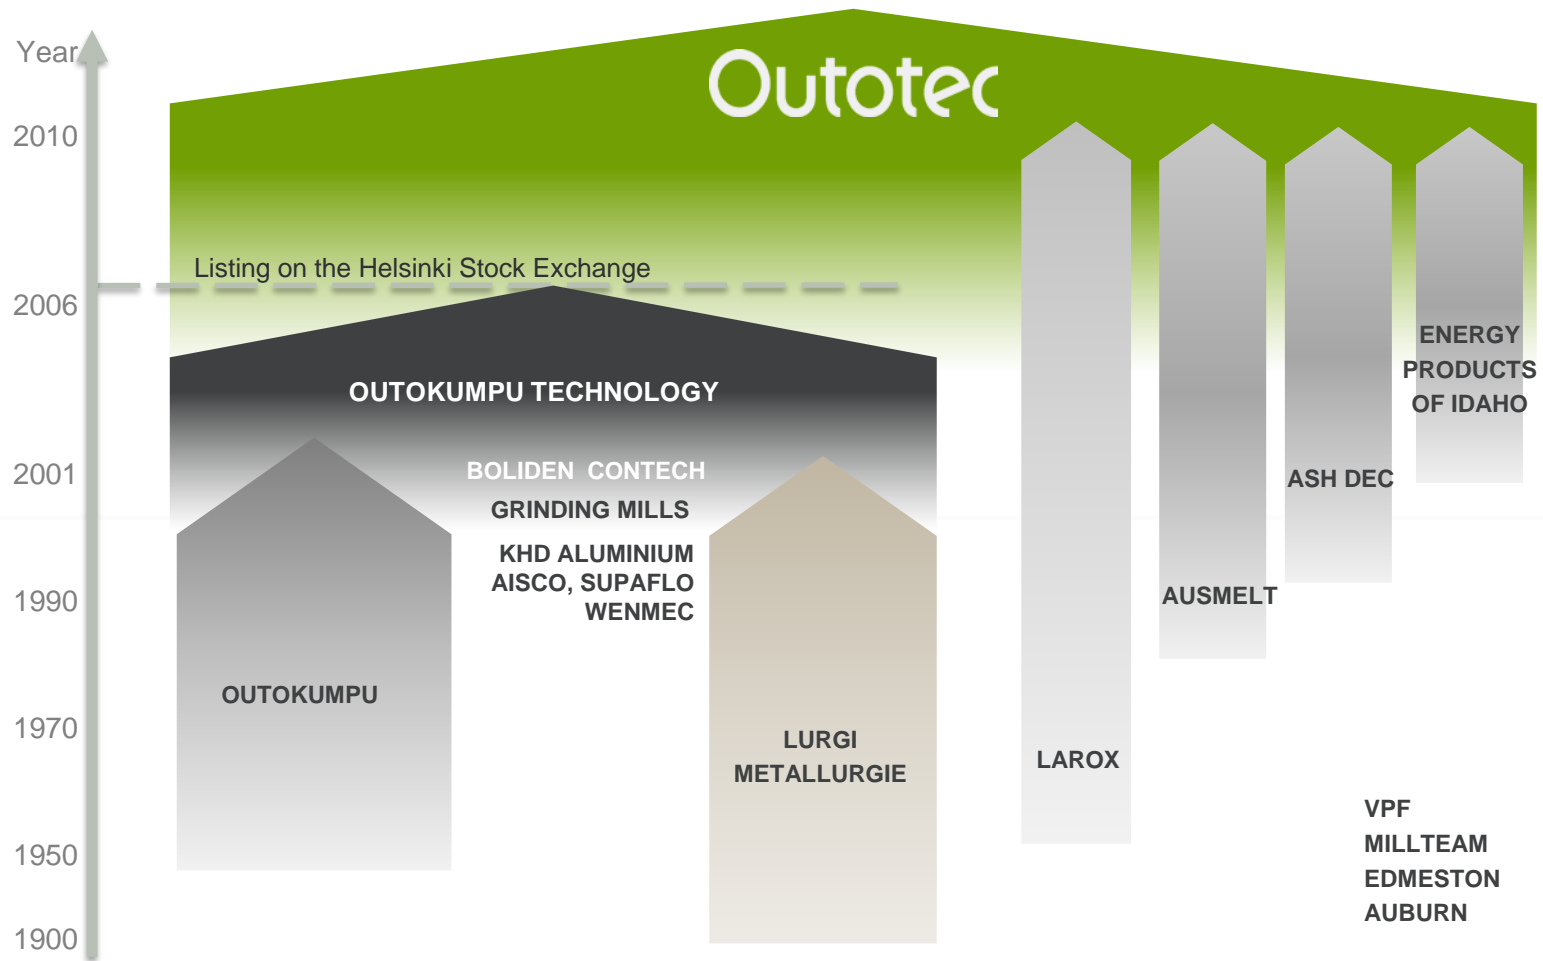 Year
Outotec
2010
Listing on the Helsinki Stock Exchange
2006
ENERGY
PRODUCTS
OF IDAHO
OUTOKUMPU TECHNOLOGY
2001
BOLIDEN CONTECH
ASH DEC
GRINDING MILLS
KHD ALUMINIUM
AISCO, SUPAFLO
WENMEC
1990
AUSMELT
OUTOKUMPU
1970
LURGI
METALLURGIE
LAROX
VPF
MILLTEAM
EDMESTON
AUBURN
1950
1900